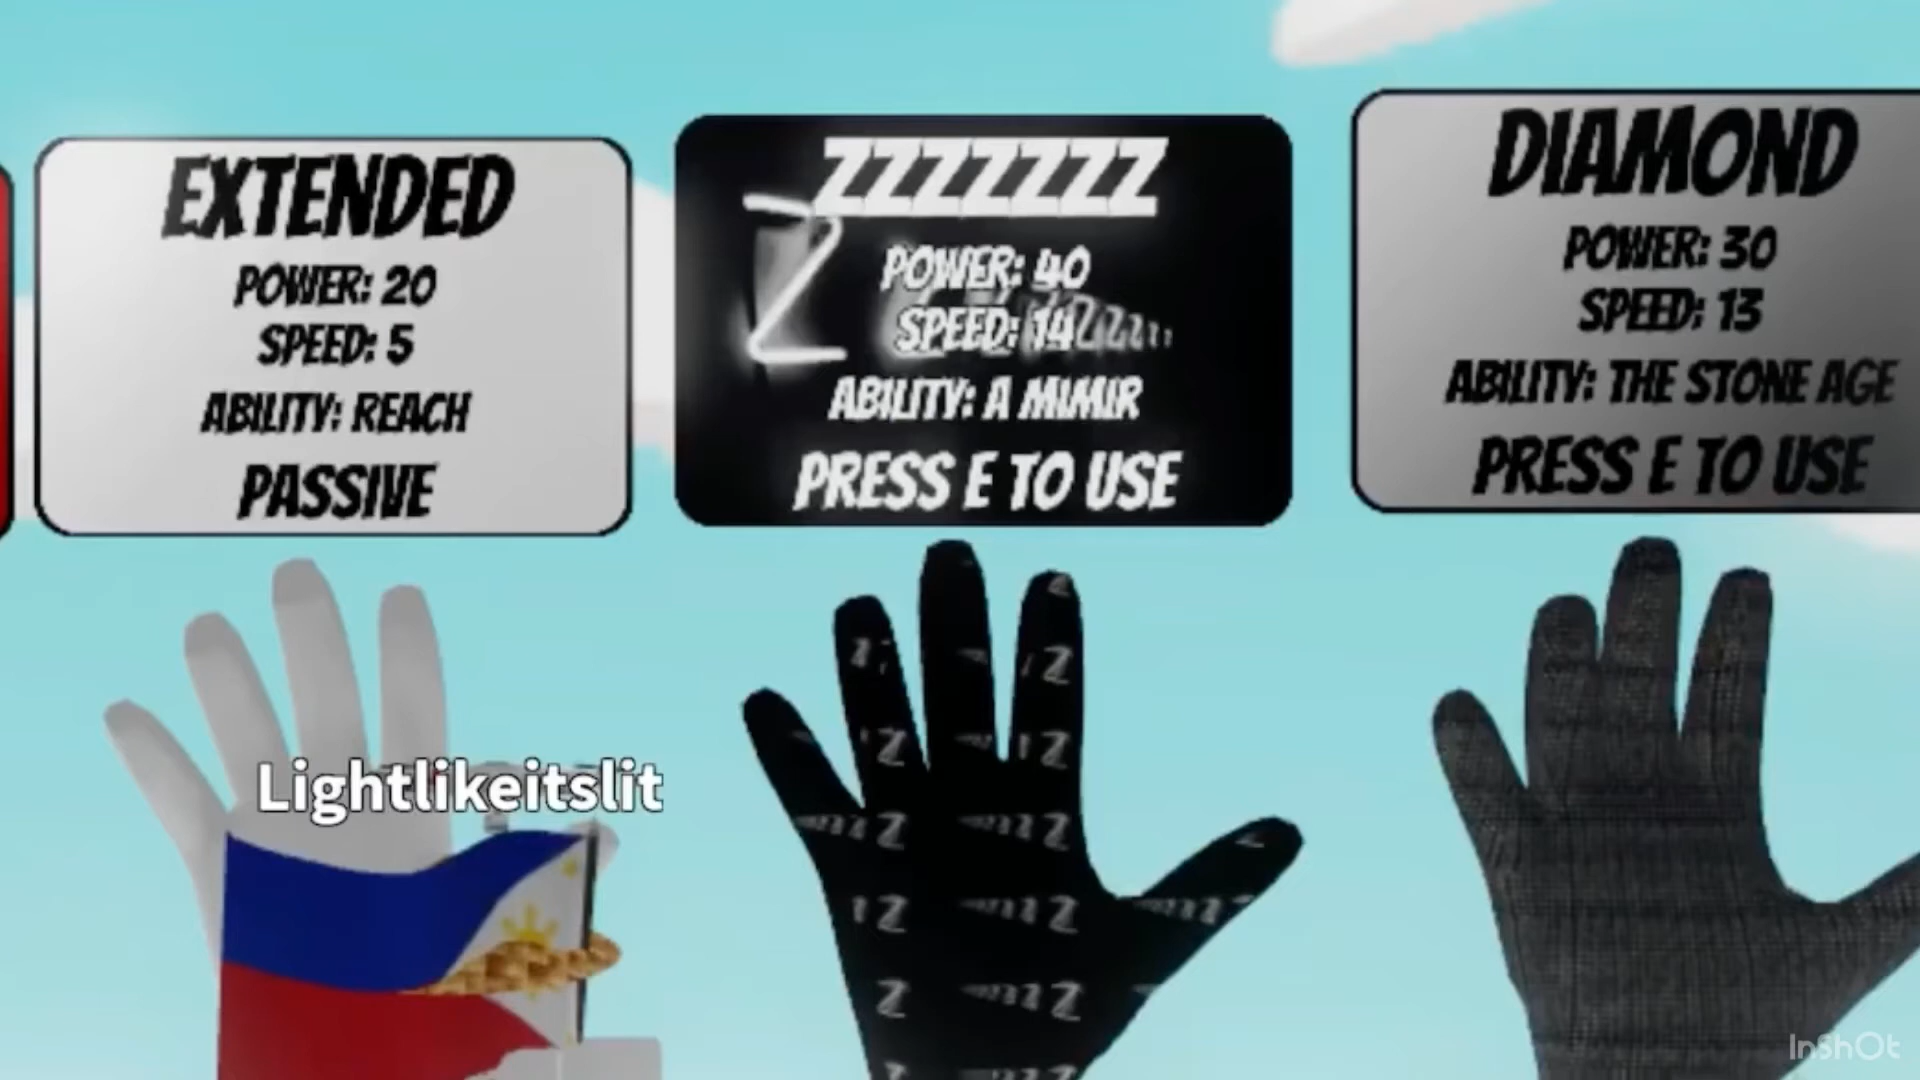 EXTENDED
POWER: 20
SPEED: 5
ABILITY: REACH
PASSIVE
ZZZZZZZ
POWER: 40
SPEED: 14
ABILITY: A MIMIR
PRESS E TO USE
DIAMOND
POWER: 30
SPEED: 13
ABILITY: THE STONE AGE
PRESS E TO USE
Lightlikeitslit
InShOt